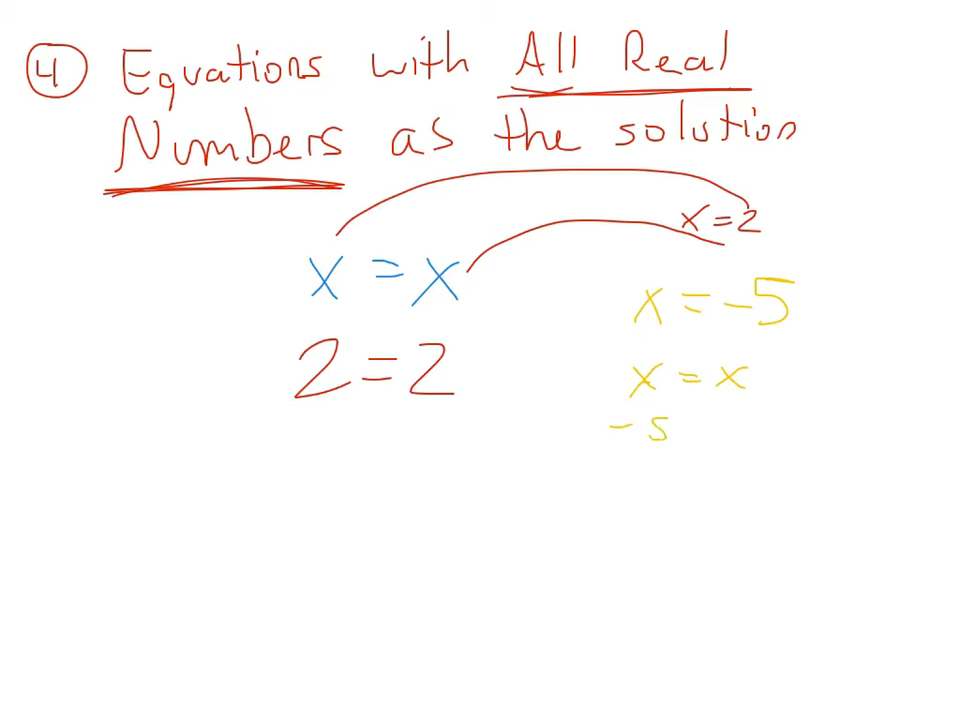 4 Equations with All Real
Numbers as the solution
x = 2
x = x
x = -5
2 = 2
x = x
-5